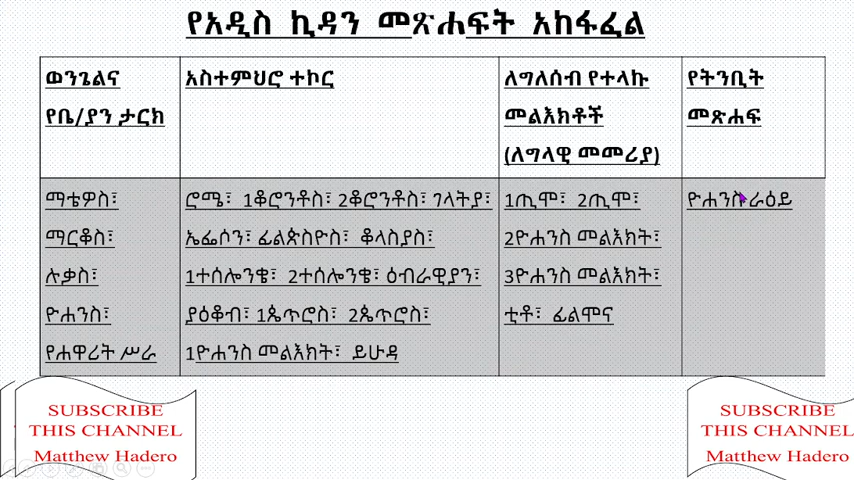 የአዲስ ኪዳን መጽሐፍት አከፋፈል
ወንጌልና
የቤ/ያን ታርክ
አስተምህሮ ተኮር
ለግለሰብ የተላኩ
መልእክቶች
(ለግላዊ መመሪያ)
የትንቢት
መጽሐፍ
ማቴዎስ፣
ማርቆስ፣
ሉቃስ፣
ዮሐንስ፣
የሐዋሪት ሥራ
ሮሜ፣ 1ቆሮንቶስ፣ 2ቆሮንቶስ፣ ገላትያ፣
ኤፌሶን፣ ፊልጵስዮስ፣ ቆላስያስ፣
1ተሰሎንቄ፣ 2ተሰሎንቄ፣ ዕብራዊያን፣
ያዕቆብ፣ 1ጴጥሮስ፣ 2ጴጥሮስ፣
1ዮሐንስ መልእክት፣ ይሁዳ
1ጢሞ፣ 2ጢሞ፣
2ዮሐንስ መልእክት፣
3ዮሐንስ መልእክት፣
ቲቶ፣ ፊልሞና
ዮሐንስ ራዕይ
SUBSCRIBE
THIS CHANNEL
Matthew Hadero
SUBSCRIBE
THIS CHANNEL
Matthew Hadero